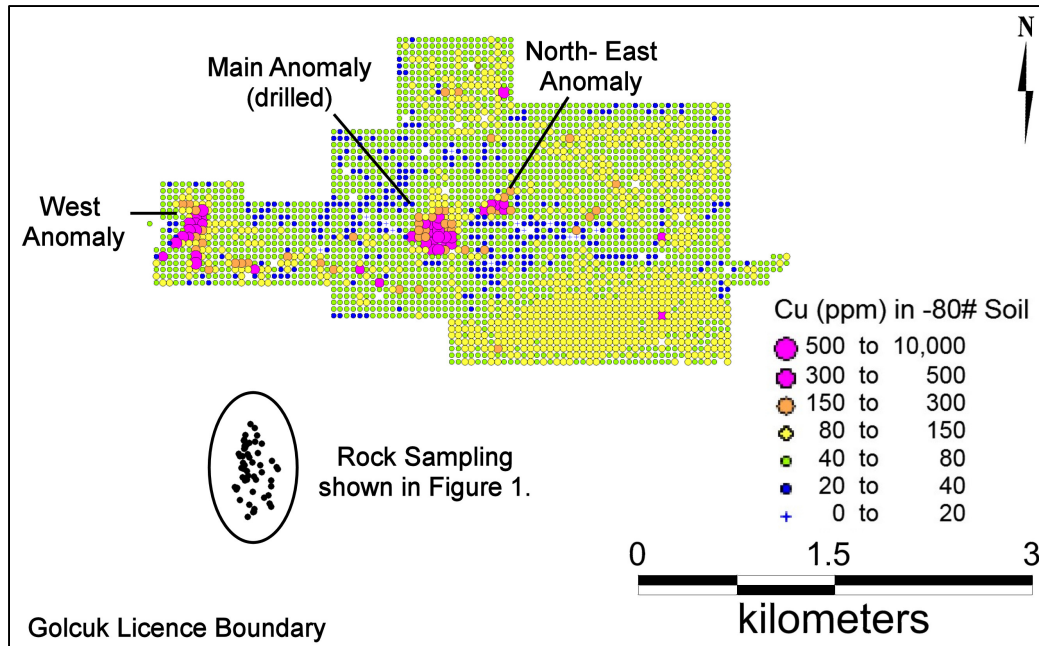 N
Main Anomaly
(drilled)
North- East
Anomaly
West
Anomaly
Cu (ppm) in -80# Soil
500 to 10,000
300 to 500
150 to 300
80 to 150
40 to 80
20 to 40
0 to 20
Rock Sampling
shown in Figure 1.
0 1.5 3
kilometers
Golcuk Licence Boundary